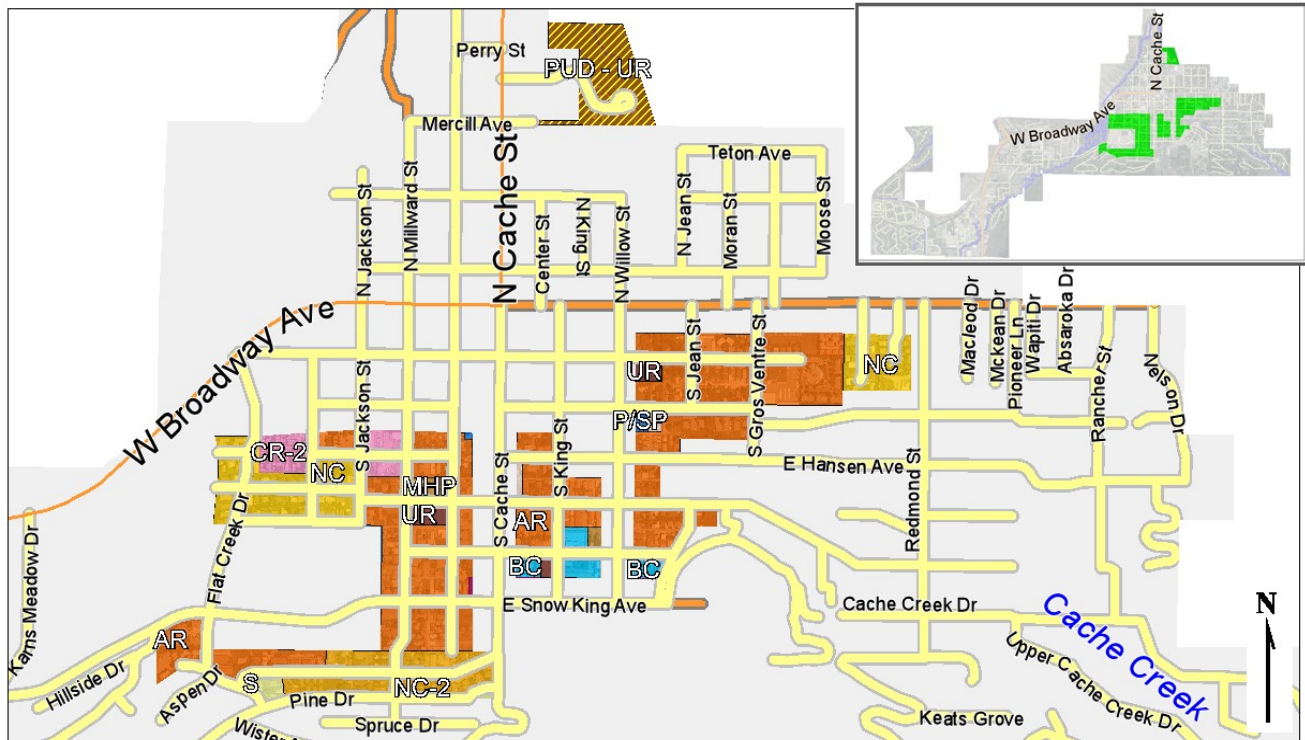 Perry St
PUD - UR
N Cache St
W Broadway Ave
Mercill Ave
Teton Ave
N Jackson St
N Millward St
N Cache St
Center St
N King St
N Willow St
N Jean St
Moran St
Moose St
W Broadway Ave
S Jackson St
S King St
S Jean St
S Gros Ventre St
Macleod Dr
Mckean Dr
Pioneer Ln
Wapiti Dr
Absaroka Dr
Rancher St
Nelson Dr
UR
NC
P/SP
CR-2
NC
MHP
UR
AR
BC
BC
S Cache St
E Hansen Ave
Redmond St
Flat Creek Dr
Karns Meadow Dr
E Snow King Ave
Cache Creek Dr
Cache Creek
Upper Cache Creek Dr
N
AR
Hillside Dr
Aspen Dr
S
NC-2
Pine Dr
Spruce Dr
Keats Grove